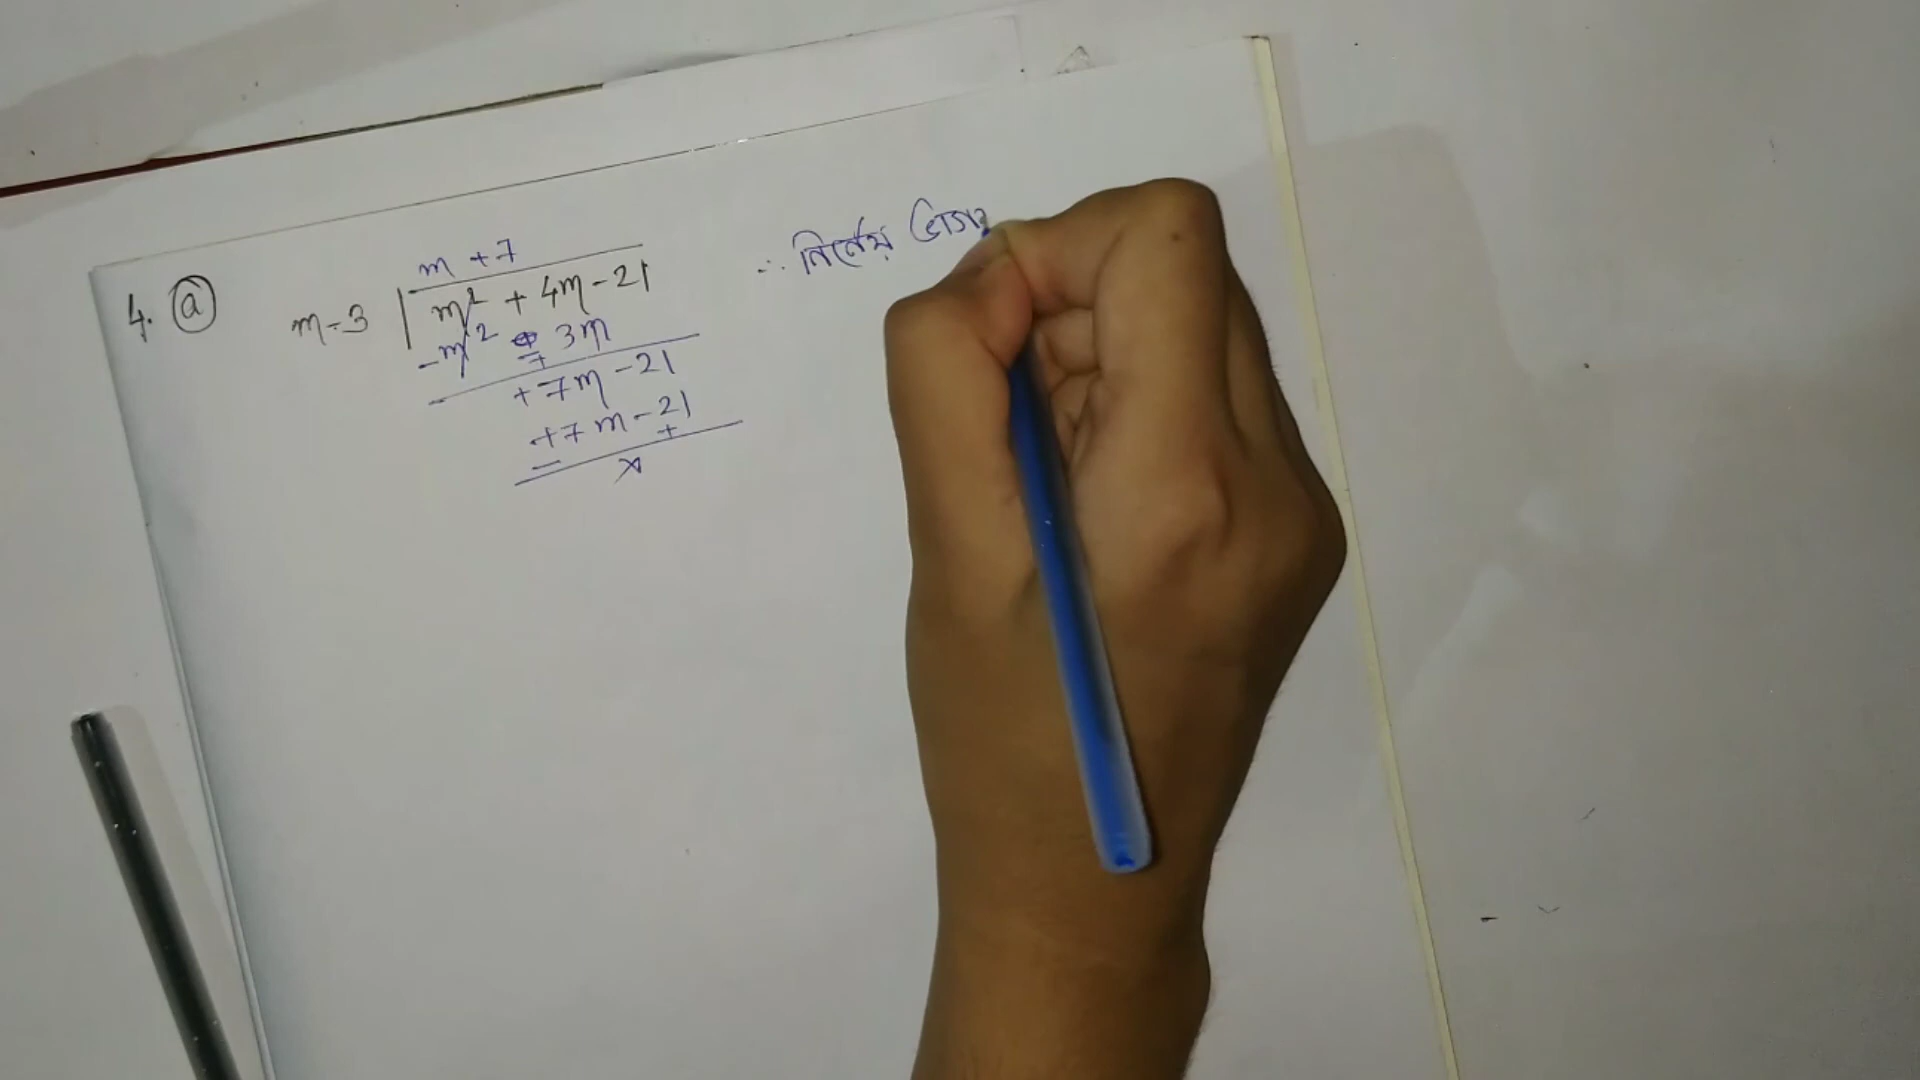 4. ⓐ
m + 7
m - 3 | m² + 4m - 21
- m² - 3m
- +
+ 7m - 21
+ 7m - 21
- +
×
∴ নির্ণেয় ভাগ